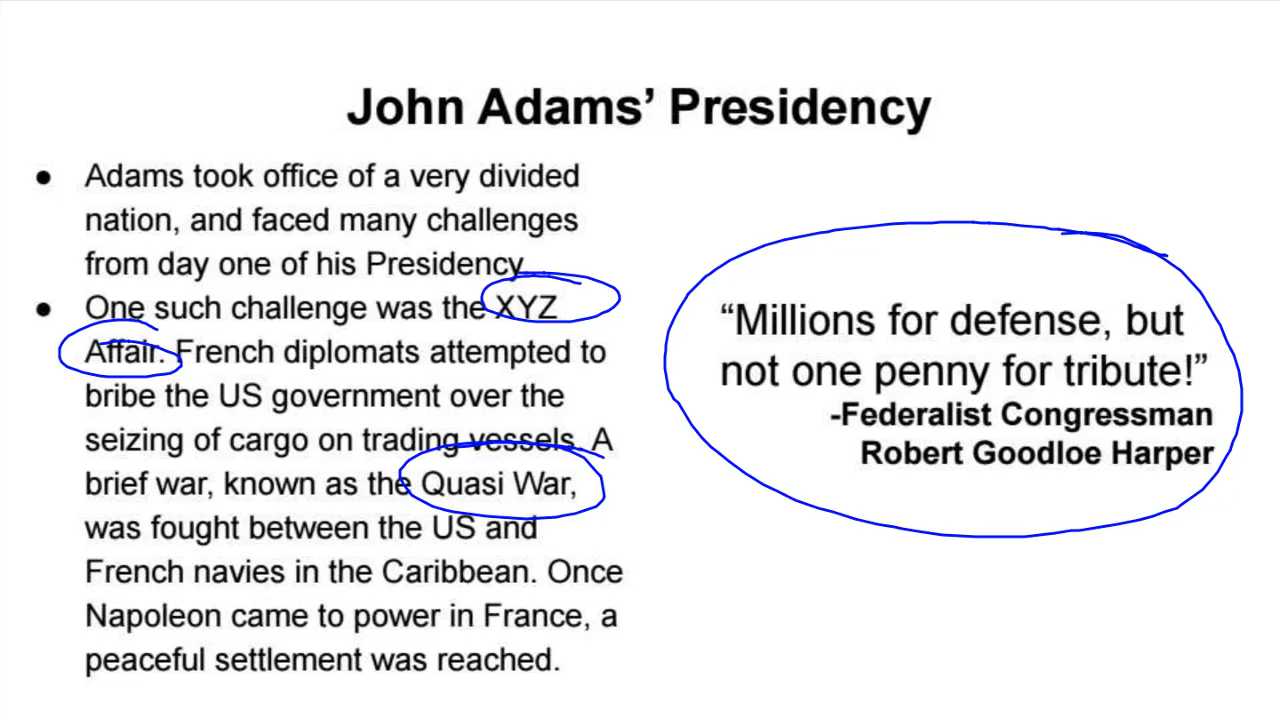 John Adams’ Presidency
● Adams took office of a very divided
nation, and faced many challenges
from day one of his Presidency
● One such challenge was the XYZ
Affair. French diplomats attempted to
bribe the US government over the
seizing of cargo on trading vessels. A
brief war, known as the Quasi War,
was fought between the US and
French navies in the Caribbean. Once
Napoleon came to power in France, a
peaceful settlement was reached.
“Millions for defense, but
not one penny for tribute!”
-Federalist Congressman
Robert Goodloe Harper